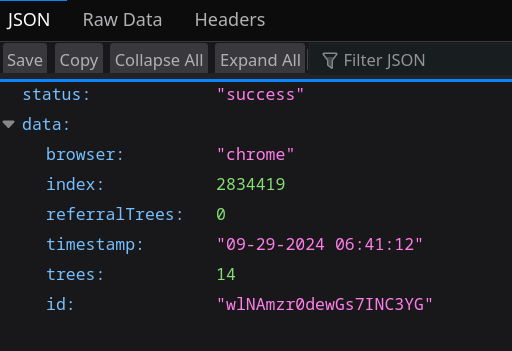 JSON Raw Data Headers
Save Copy Collapse All Expand All Filter JSON
status: "success"
data:
browser: "chrome"
index: 2834419
referralTrees: 0
timestamp: "09-29-2024 06:41:12"
trees: 14
id: "wlNAmzr0dewGs7INC3YG"